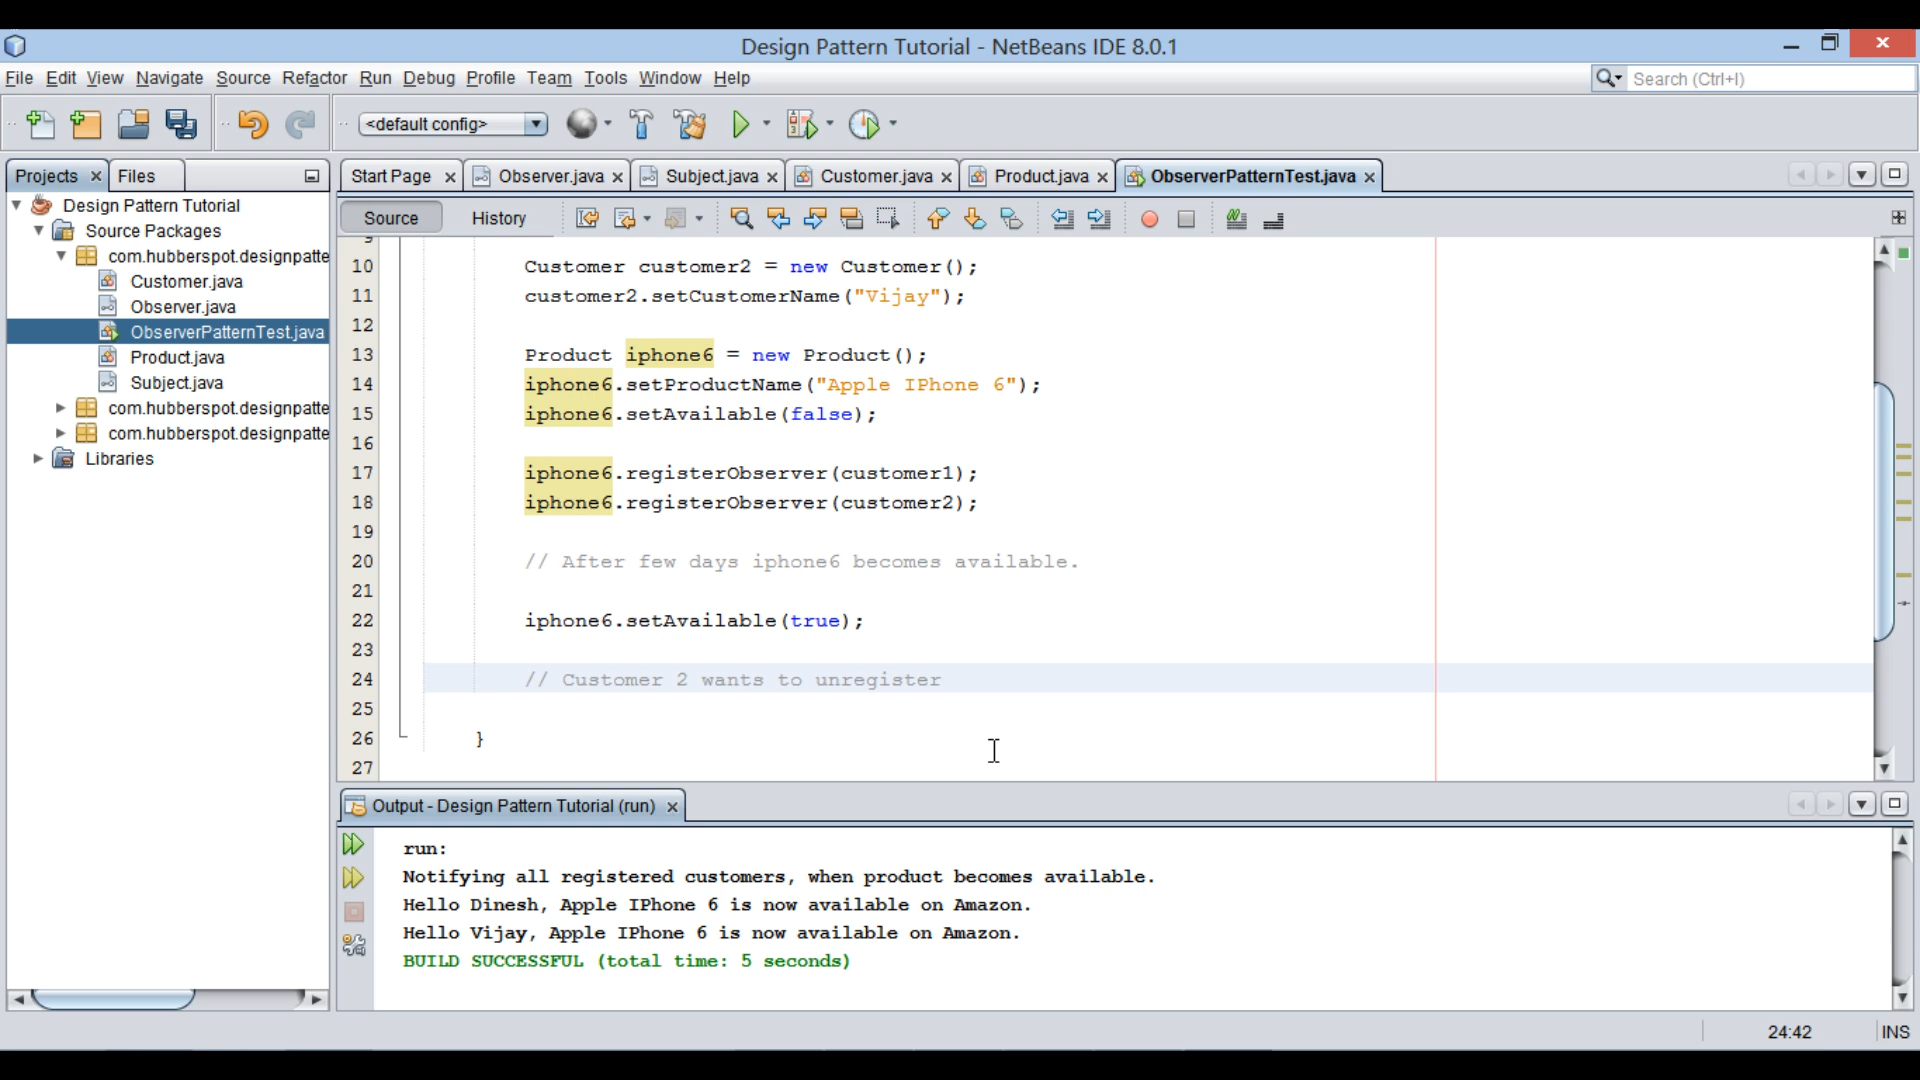 Design Pattern Tutorial - NetBeans IDE 8.0.1
File Edit View Navigate Source Refactor Run Debug Profile Team Tools Window Help
Search (Ctrl+I)
<default config>
Projects Files
Start Page Observer.java Subject.java Customer.java Product.java ObserverPatternTest.java
Source History
Design Pattern Tutorial
Source Packages
com.hubberspot.designpatte
Customer.java
Observer.java
ObserverPatternTest.java
Product.java
Subject.java
com.hubberspot.designpatte
com.hubberspot.designpatte
Libraries
9
10 Customer customer2 = new Customer();
11 customer2.setCustomerName("Vijay");
12
13 Product iphone6 = new Product();
14 iphone6.setProductName("Apple IPhone 6");
15 iphone6.setAvailable(false);
16
17 iphone6.registerObserver(customer1);
18 iphone6.registerObserver(customer2);
19
20 // After few days iphone6 becomes available.
21
22 iphone6.setAvailable(true);
23
24 // Customer 2 wants to unregister
25
26 }
27
Output - Design Pattern Tutorial (run)
run:
Notifying all registered customers, when product becomes available.
Hello Dinesh, Apple IPhone 6 is now available on Amazon.
Hello Vijay, Apple IPhone 6 is now available on Amazon.
BUILD SUCCESSFUL (total time: 5 seconds)
24:42 INS